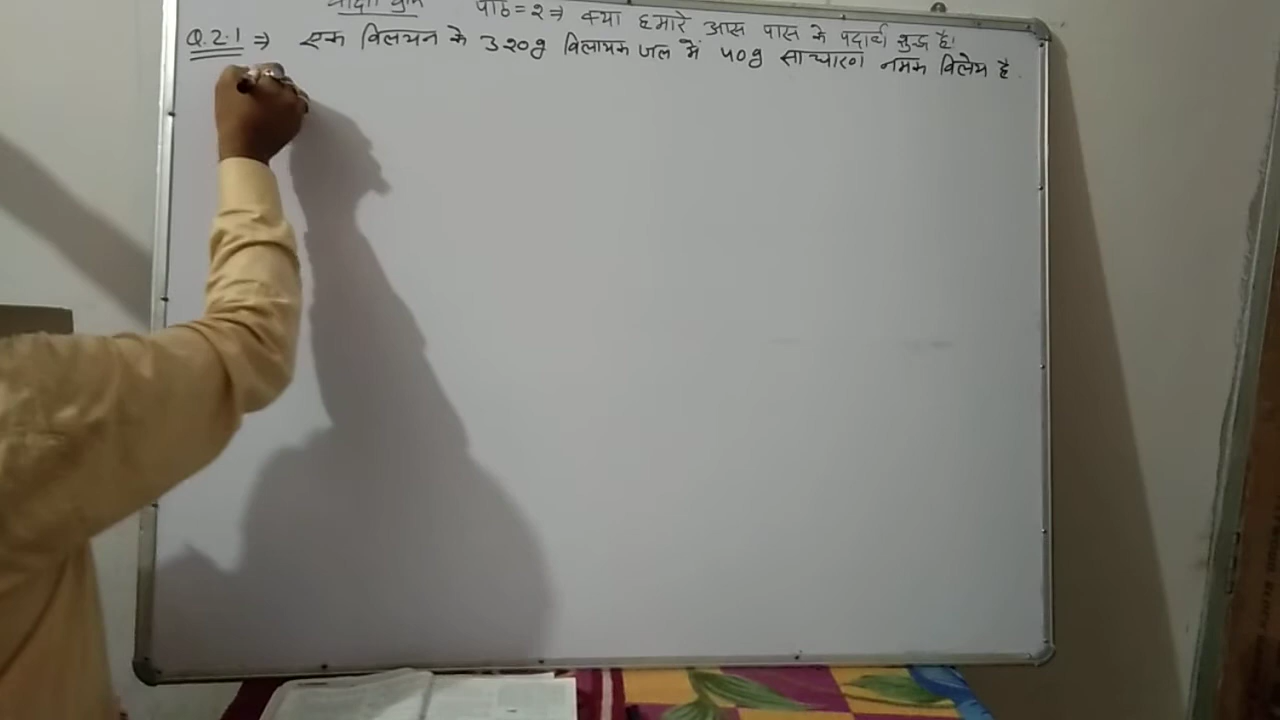 पाठ=2⇒ क्या हमारे आस पास के पदार्थ शुद्ध है।
Q.2.1⇒ एक विलयन के 320g विलायक जल में 40g साधारण नमक विलेय है